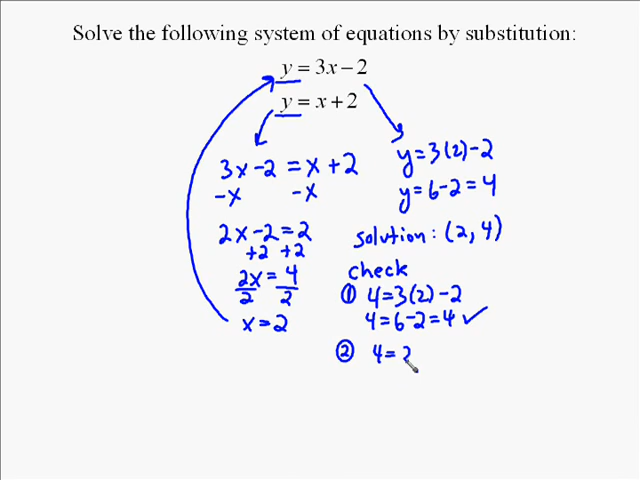 Solve the following system of equations by substitution:
y = 3x − 2
y = x + 2
3x − 2 = x + 2
−x −x
2x − 2 = 2
+2 +2
2x = 4
2 2
x = 2
y = 3(2) − 2
y = 6 − 2 = 4
solution: (2, 4)
check
① 4 = 3(2) − 2
4 = 6 − 2 = 4 ✓
② 4 = 2